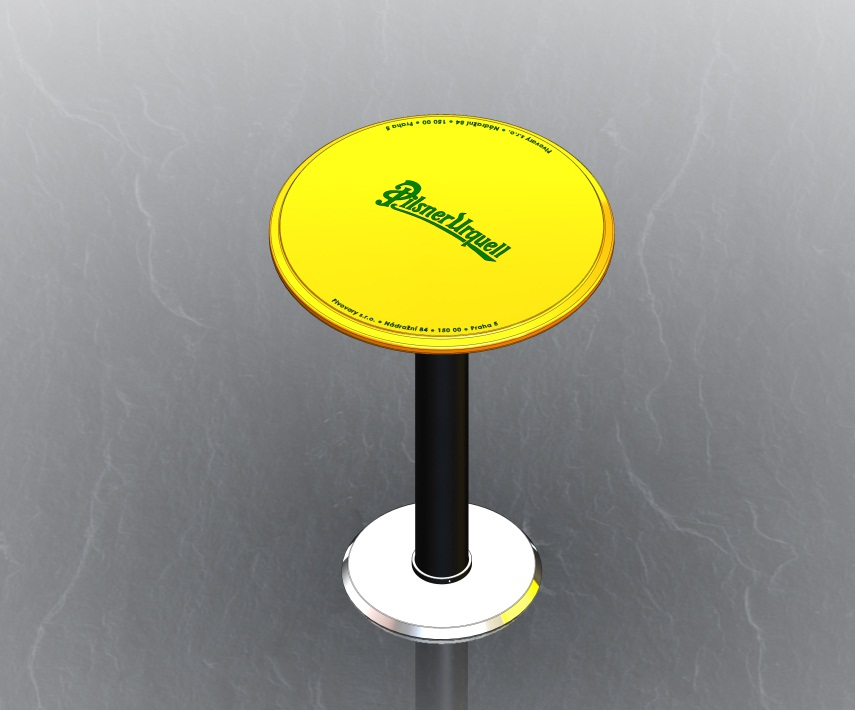 Pivovary s.r.o. • Nádražní 84 • 150 00 • Praha 5
Pilsner Urquell
Pivovary s.r.o. • Nádražní 84 • 150 00 • Praha 5